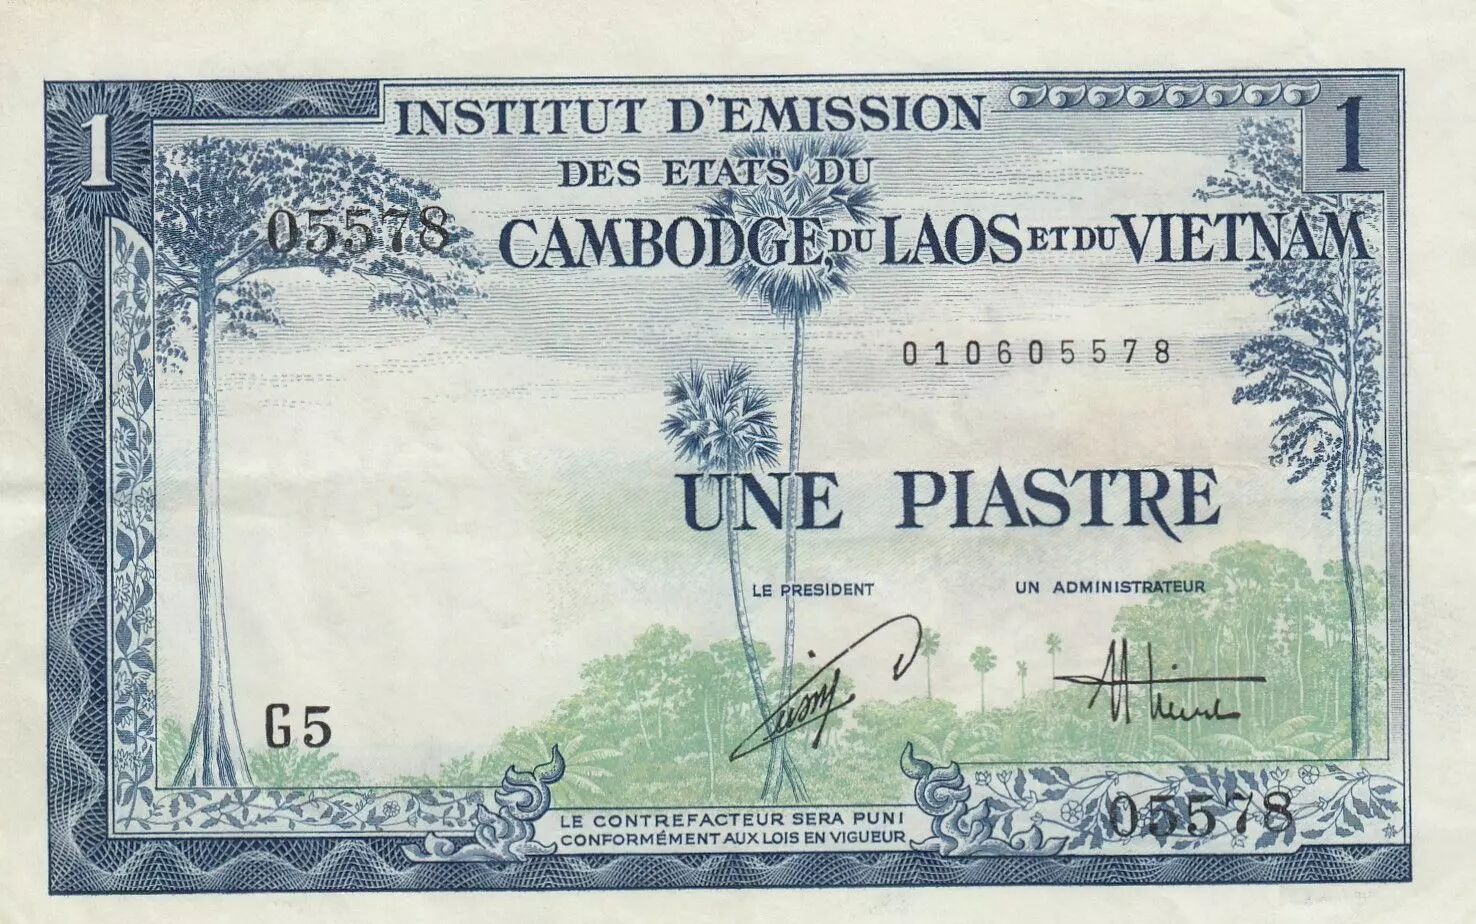 1
INSTITUT D'EMISSION
1
DES ETATS DU
05578
CAMBODGE, DU LAOS ET DU VIETNAM
010605578
UNE PIASTRE
LE PRESIDENT
UN ADMINISTRATEUR
G5
05578
LE CONTREFACTEUR SERA PUNI
CONFORMÉMENT AUX LOIS EN VIGUEUR